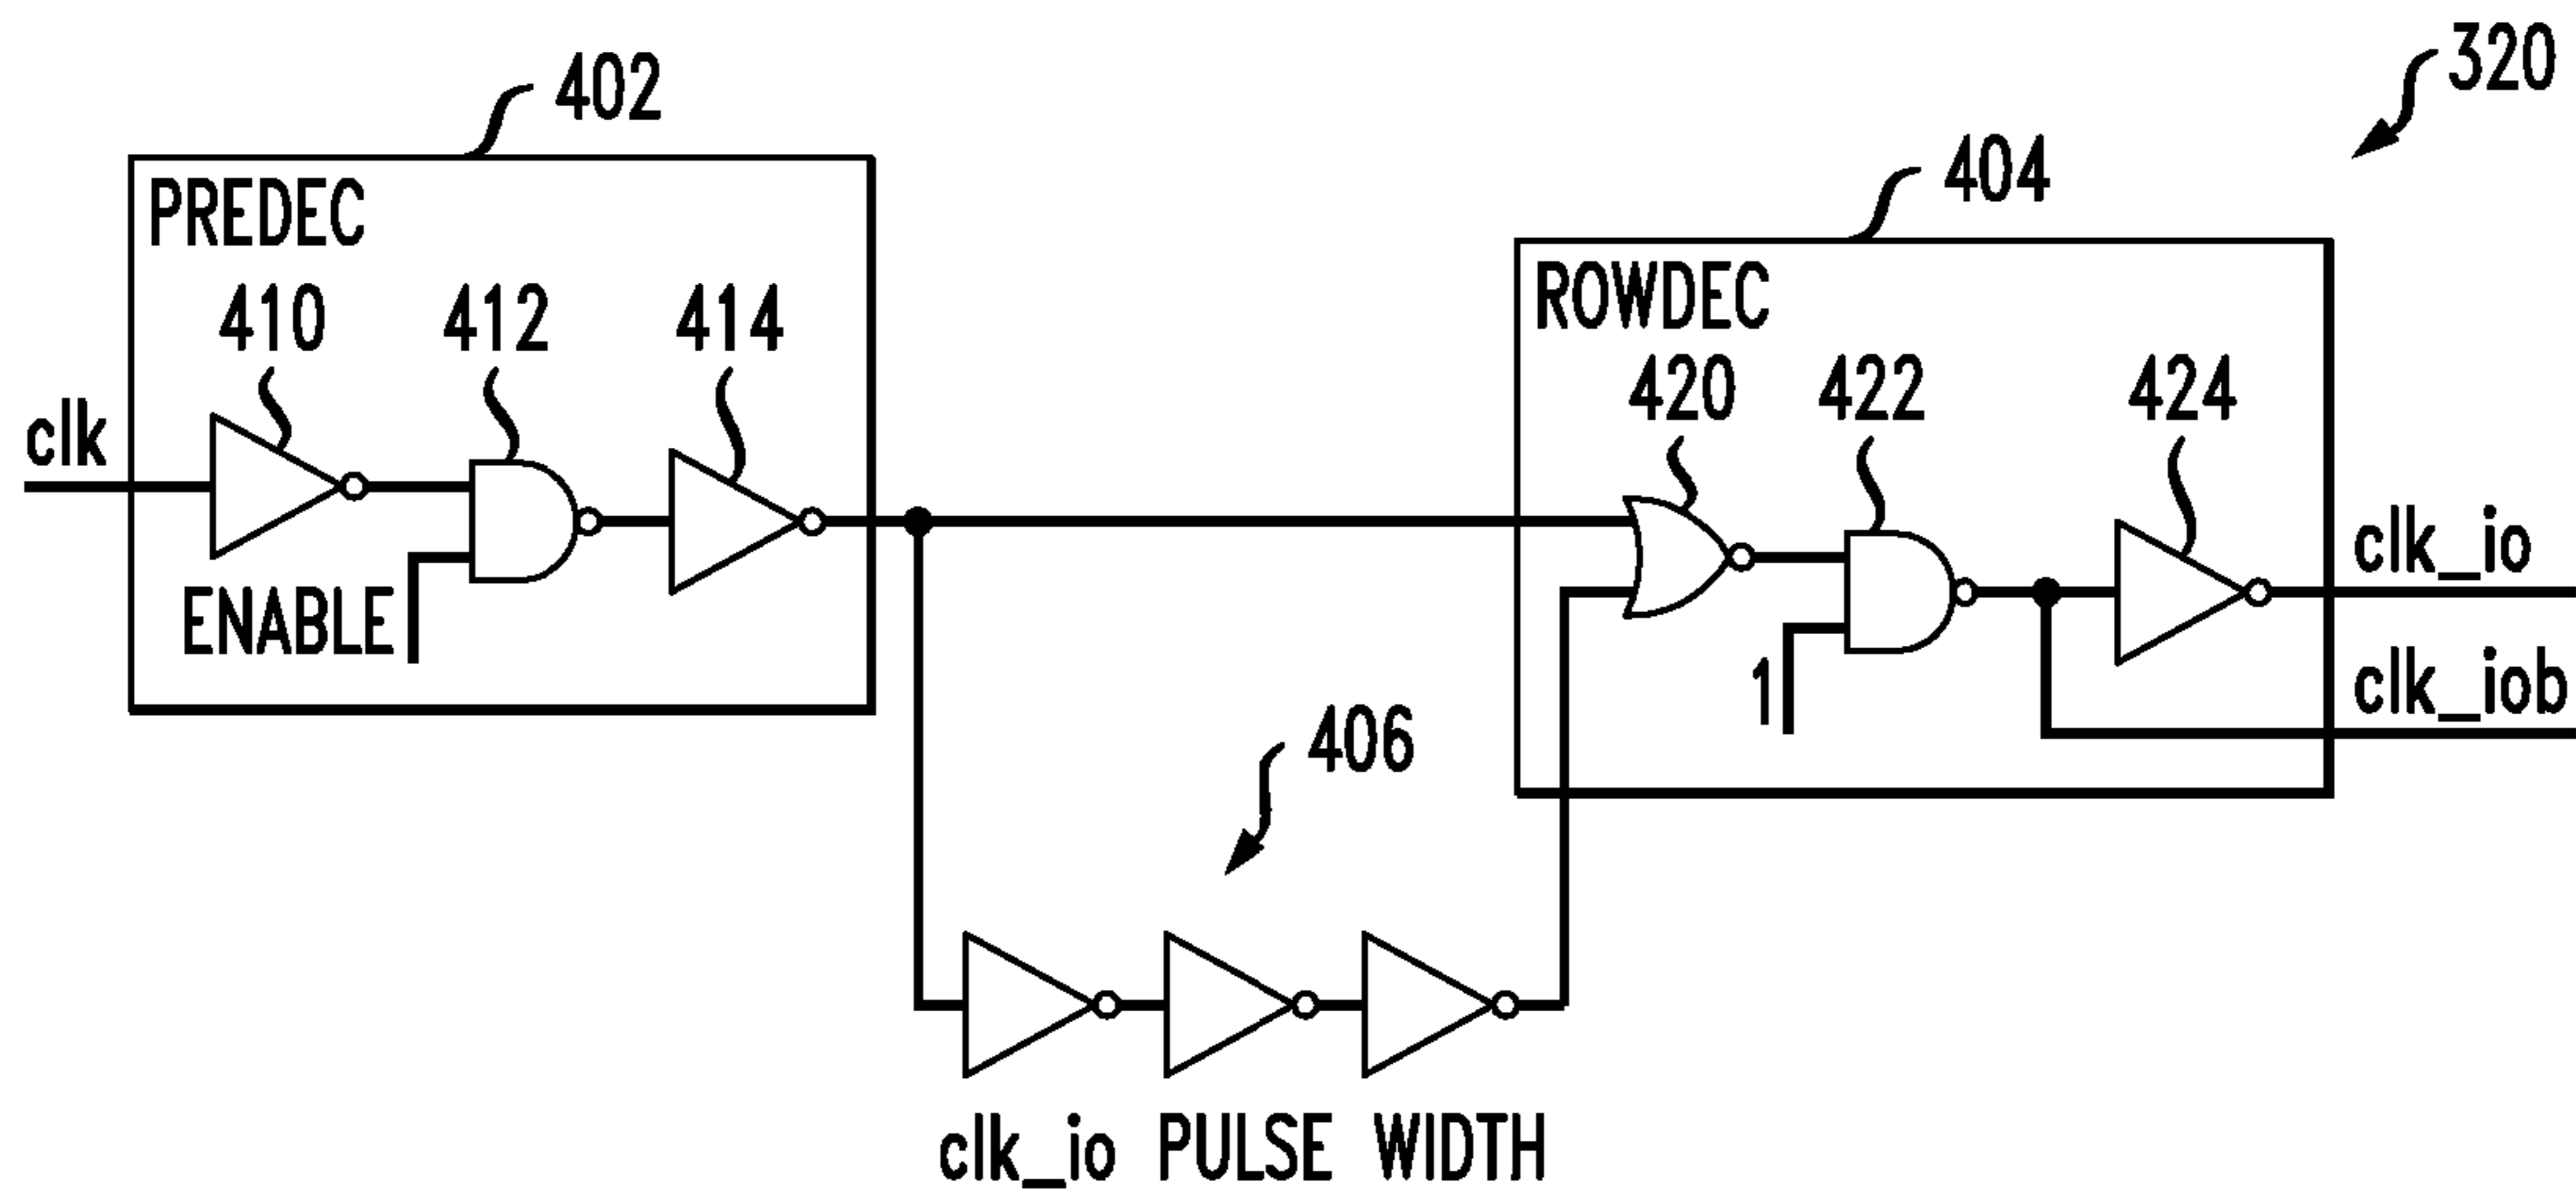 320
402
404
PREDEC
ROWDEC
410
412
414
420
422
424
clk
ENABLE
1
clk_io
clk_iob
406
clk_io PULSE WIDTH